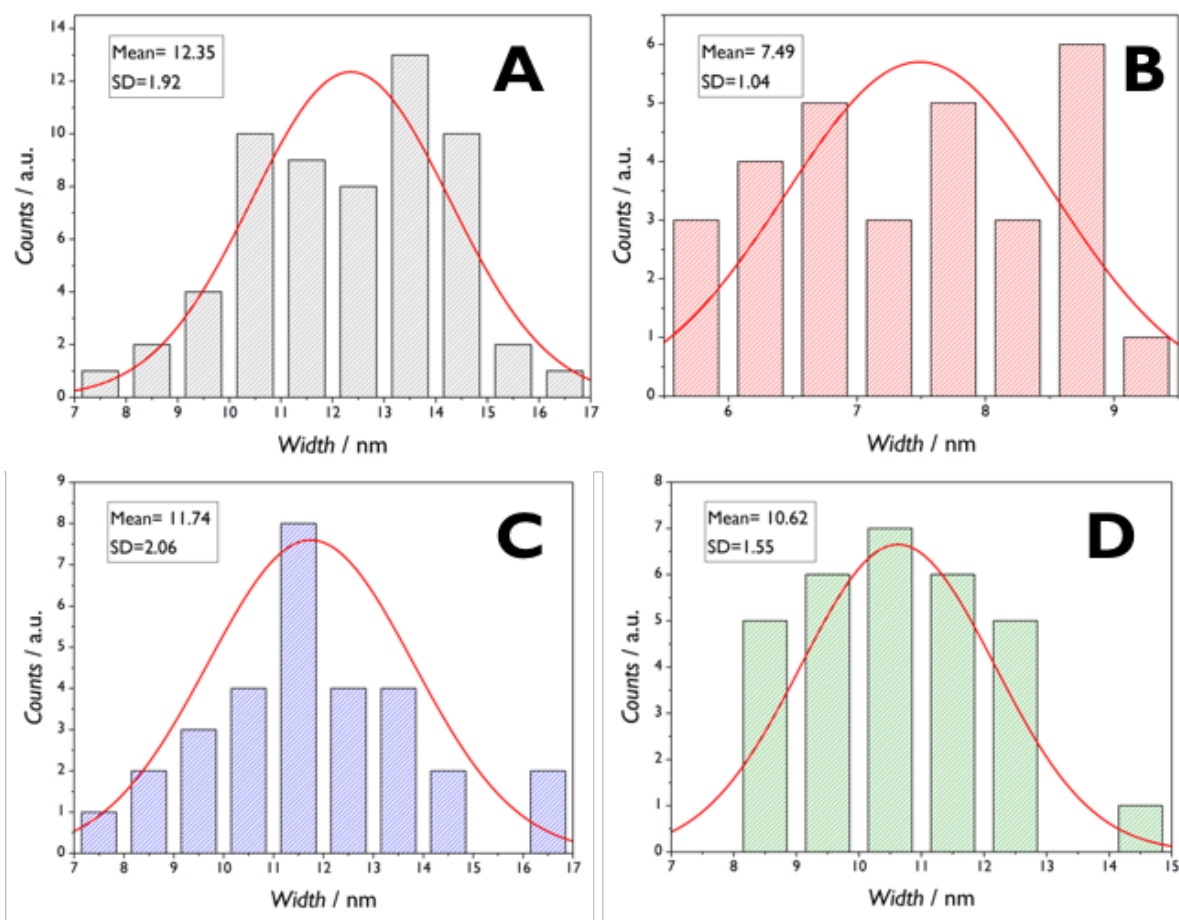 Mean= 12.35
SD=1.92
A
Counts / a.u.
14
12
10
8
6
4
2
0
7 8 9 10 11 12 13 14 15 16 17
Width / nm
Mean= 7.49
SD=1.04
B
Counts / a.u.
6
5
4
3
2
1
0
6 7 8 9
Width / nm
Mean= 11.74
SD=2.06
C
Counts / a.u.
9
8
7
6
5
4
3
2
1
0
7 8 9 10 11 12 13 14 15 16 17
Width / nm
Mean= 10.62
SD=1.55
D
Counts / a.u.
8
7
6
5
4
3
2
1
0
7 8 9 10 11 12 13 14 15
Width / nm